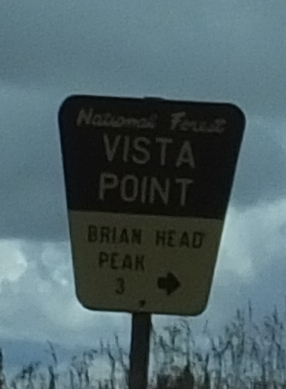 National Forest
VISTA
POINT
BRIAN HEAD
PEAK
3